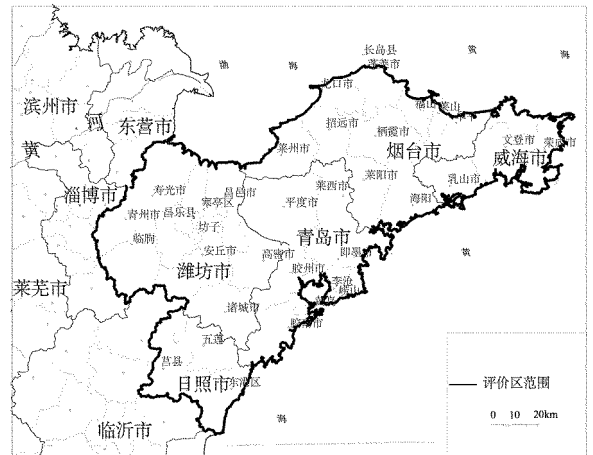 长岛县
黄
海
渤
海
蓬莱市
龙口市
滨州市
福山
莱山
东营市
河
招远市
栖霞市
黄
莱州市
烟台市
文登市
荣成市
威海市
莱阳市
乳山市
淄博市
寿光市
昌邑市
莱西市
海阳
寒亭区
平度市
青州市
昌乐县
坊子
临朐
青岛市
安丘市
高密市
即墨市
黄
潍坊市
胶州市
莱芜市
李沧
崂山
黄岛
诸城市
胶南市
五莲
莒县
日照市
东港区
评价区范围
0 10 20km
海
临沂市